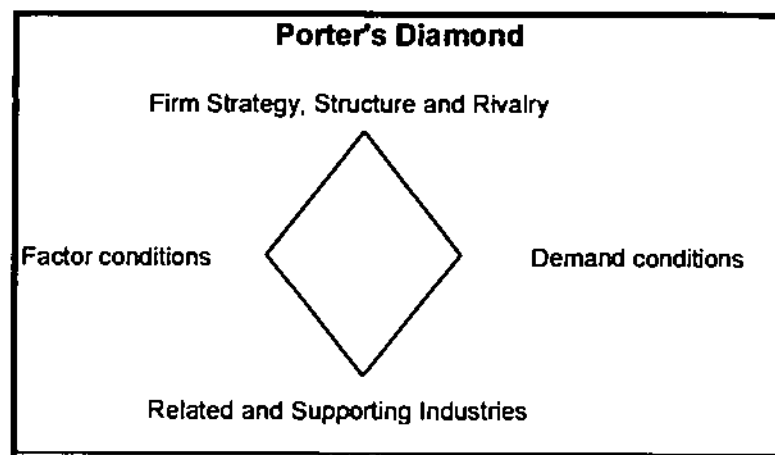 Porter's Diamond
Firm Strategy, Structure and Rivalry
Factor conditions
Demand conditions
Related and Supporting Industries